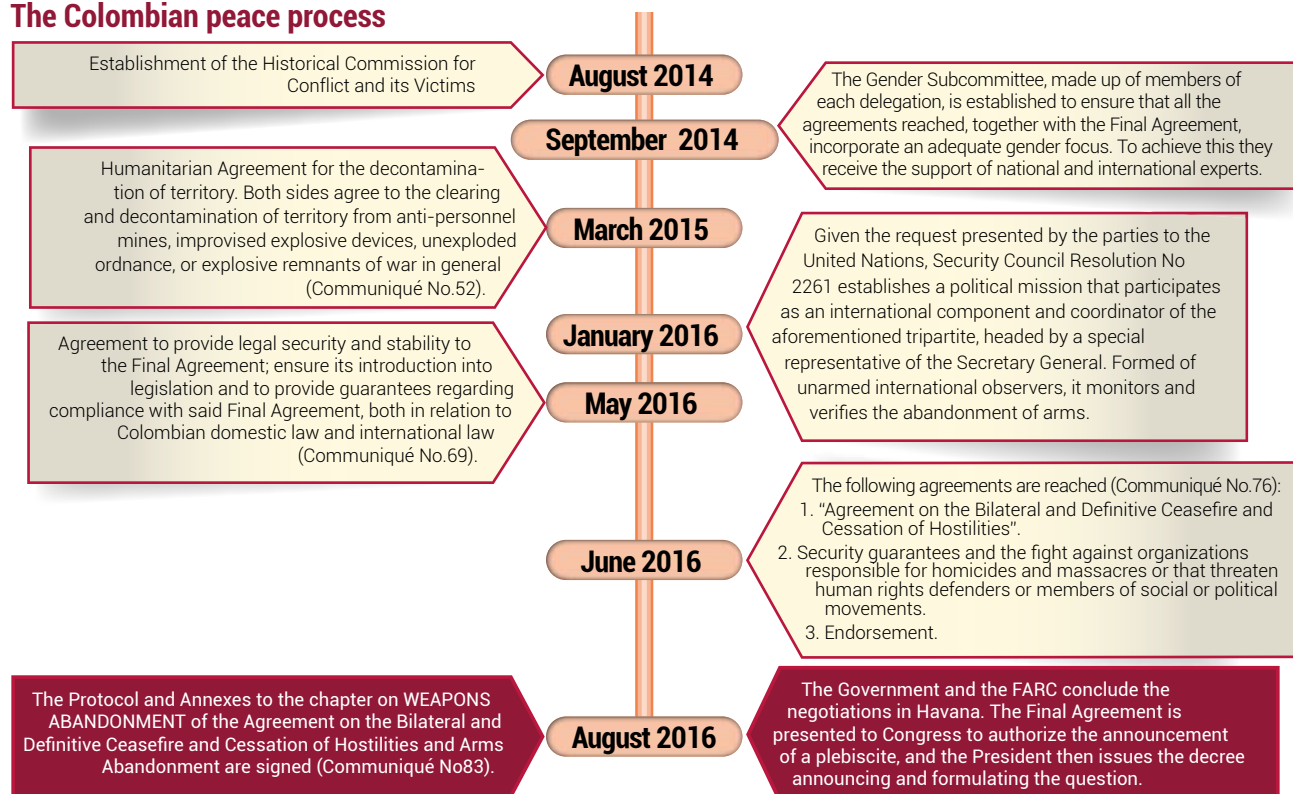 The Colombian peace process
Establishment of the Historical Commission for
Conflict and its Victims
August 2014
The Gender Subcommittee, made up of members of
each delegation, is established to ensure that all the
agreements reached, together with the Final Agreement,
incorporate an adequate gender focus. To achieve this they
receive the support of national and international experts.
September 2014
Humanitarian Agreement for the decontamina-
tion of territory. Both sides agree to the clearing
and decontamination of territory from anti-personnel
mines, improvised explosive devices, unexploded
ordnance, or explosive remnants of war in general
(Communiqué No.52).
March 2015
Given the request presented by the parties to the
United Nations, Security Council Resolution No
2261 establishes a political mission that participates
as an international component and coordinator of the
aforementioned tripartite, headed by a special
representative of the Secretary General. Formed of
unarmed international observers, it monitors and
verifies the abandonment of arms.
January 2016
Agreement to provide legal security and stability to
the Final Agreement; ensure its introduction into
legislation and to provide guarantees regarding
compliance with said Final Agreement, both in relation to
Colombian domestic law and international law
(Communiqué No.69).
May 2016
The following agreements are reached (Communiqué No.76):
1. “Agreement on the Bilateral and Definitive Ceasefire and
Cessation of Hostilities”.
2. Security guarantees and the fight against organizations
responsible for homicides and massacres or that threaten
human rights defenders or members of social or political
movements.
3. Endorsement.
June 2016
The Protocol and Annexes to the chapter on WEAPONS
ABANDONMENT of the Agreement on the Bilateral and
Definitive Ceasefire and Cessation of Hostilities and Arms
Abandonment are signed (Communiqué No83).
August 2016
The Government and the FARC conclude the
negotiations in Havana. The Final Agreement is
presented to Congress to authorize the announcement
of a plebiscite, and the President then issues the decree
announcing and formulating the question.